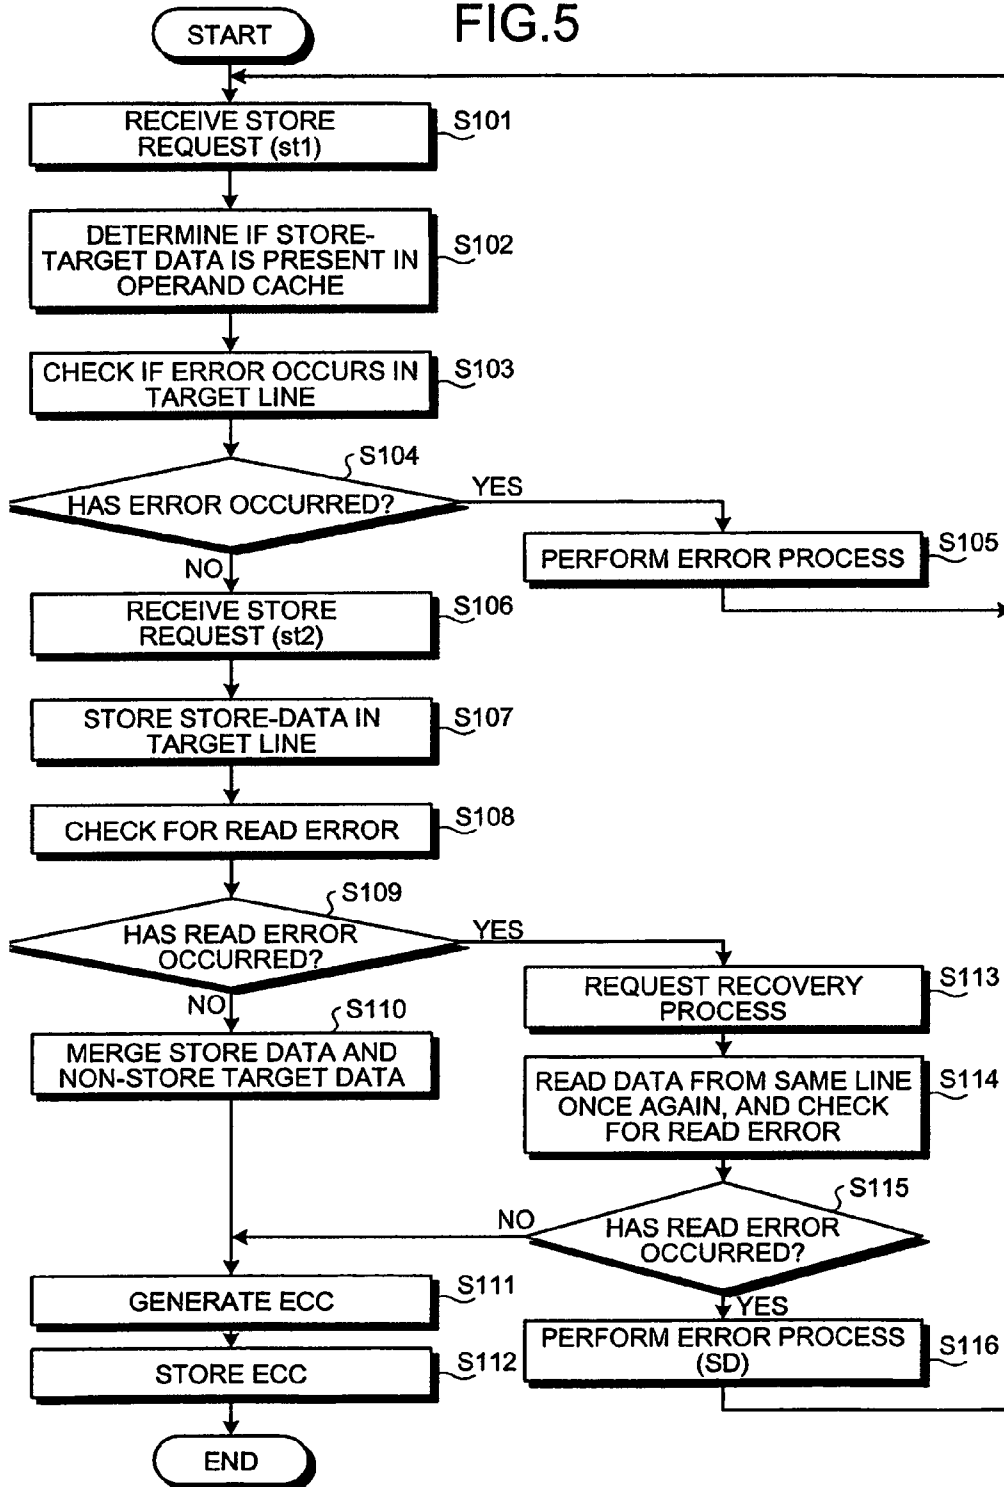 FIG.5
START
RECEIVE STORE
REQUEST (st1)
S101
DETERMINE IF STORE-
TARGET DATA IS PRESENT IN
OPERAND CACHE
S102
CHECK IF ERROR OCCURS IN
TARGET LINE
S103
S104
HAS ERROR OCCURRED?
YES
NO
PERFORM ERROR PROCESS
S105
RECEIVE STORE
REQUEST (st2)
S106
STORE STORE-DATA IN
TARGET LINE
S107
CHECK FOR READ ERROR
S108
S109
HAS READ ERROR
OCCURRED?
YES
NO
S110
MERGE STORE DATA AND
NON-STORE TARGET DATA
REQUEST RECOVERY
PROCESS
S113
READ DATA FROM SAME LINE
ONCE AGAIN, AND CHECK
FOR READ ERROR
S114
S115
HAS READ ERROR
OCCURRED?
NO
YES
GENERATE ECC
S111
PERFORM ERROR PROCESS
(SD)
S116
STORE ECC
S112
END